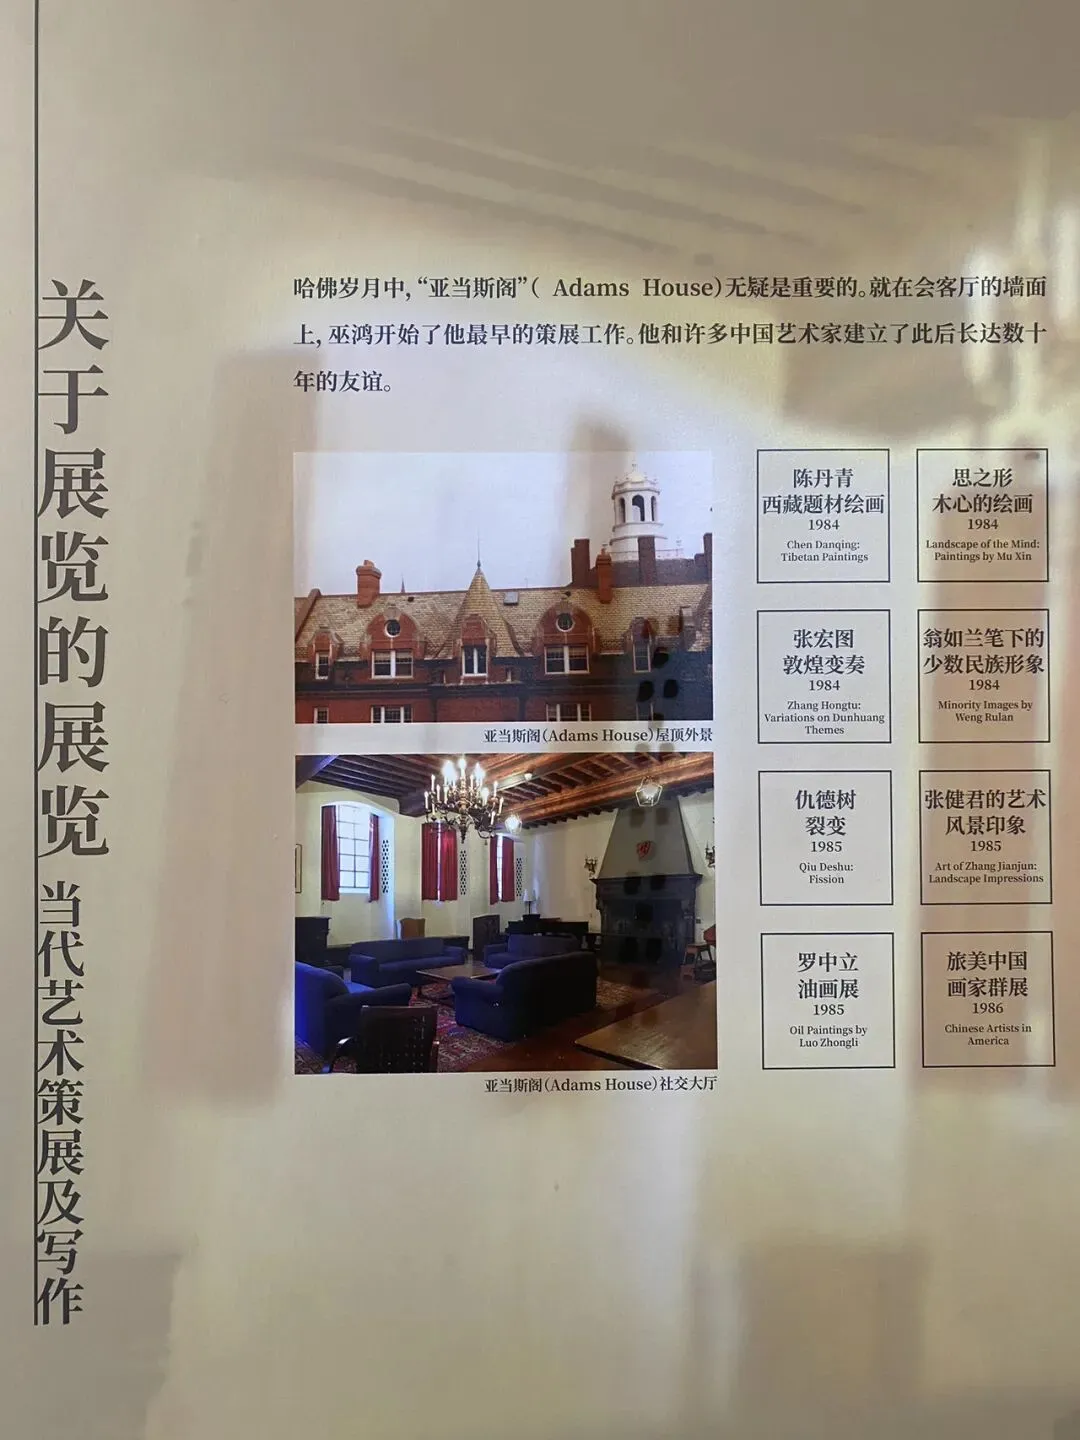 关于展览的展览
当代艺术策展及写作
哈佛岁月中，“亚当斯阁”（ Adams House）无疑是重要的。就在会客厅的墙面
上，巫鸿开始了他最早的策展工作。他和许多中国艺术家建立了此后长达数十
年的友谊。
亚当斯阁（Adams House）屋顶外景
亚当斯阁（Adams House）社交大厅
陈丹青
西藏题材绘画
1984
Chen Danqing:
Tibetan Paintings
思之形
木心的绘画
1984
Landscape of the Mind:
Paintings by Mu Xin
张宏图
敦煌变奏
1984
Zhang Hongtu:
Variations on Dunhuang
Themes
翁如兰笔下的
少数民族形象
1984
Minority Images by
Weng Rulan
仇德树
裂变
1985
Qiu Deshu:
Fission
张健君的艺术
风景印象
1985
Art of Zhang Jianjun:
Landscape Impressions
罗中立
油画展
1985
Oil Paintings by
Luo Zhongli
旅美中国
画家群展
1986
Chinese Artists in
America